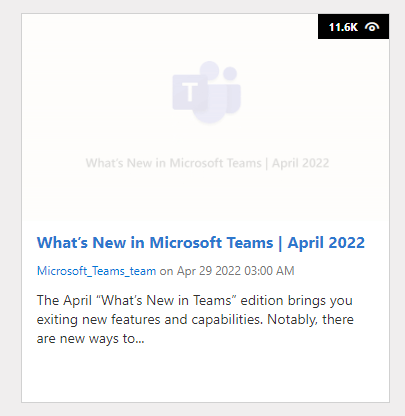 11.6K
T
What's New in Microsoft Teams | April 2022
What's New in Microsoft Teams | April 2022
Microsoft_Teams_team on Apr 29 2022 03:00 AM
The April “What's New in Teams” edition brings you
exiting new features and capabilities. Notably, there
are new ways to...